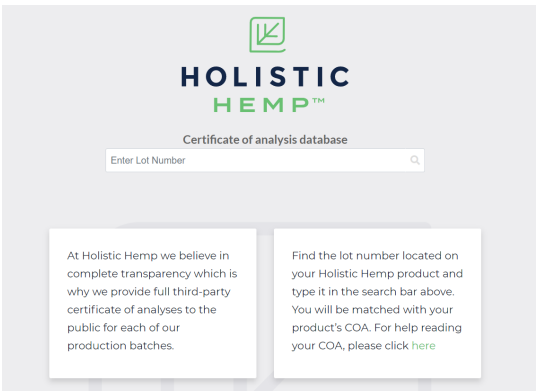 HOLISTIC
HEMP™
Certificate of analysis database
Enter Lot Number
At Holistic Hemp we believe in
complete transparency which is
why we provide full third-party
certificate of analyses to the
public for each of our
production batches.
Find the lot number located on
your Holistic Hemp product and
type it in the search bar above.
You will be matched with your
product's COA. For help reading
your COA, please click here